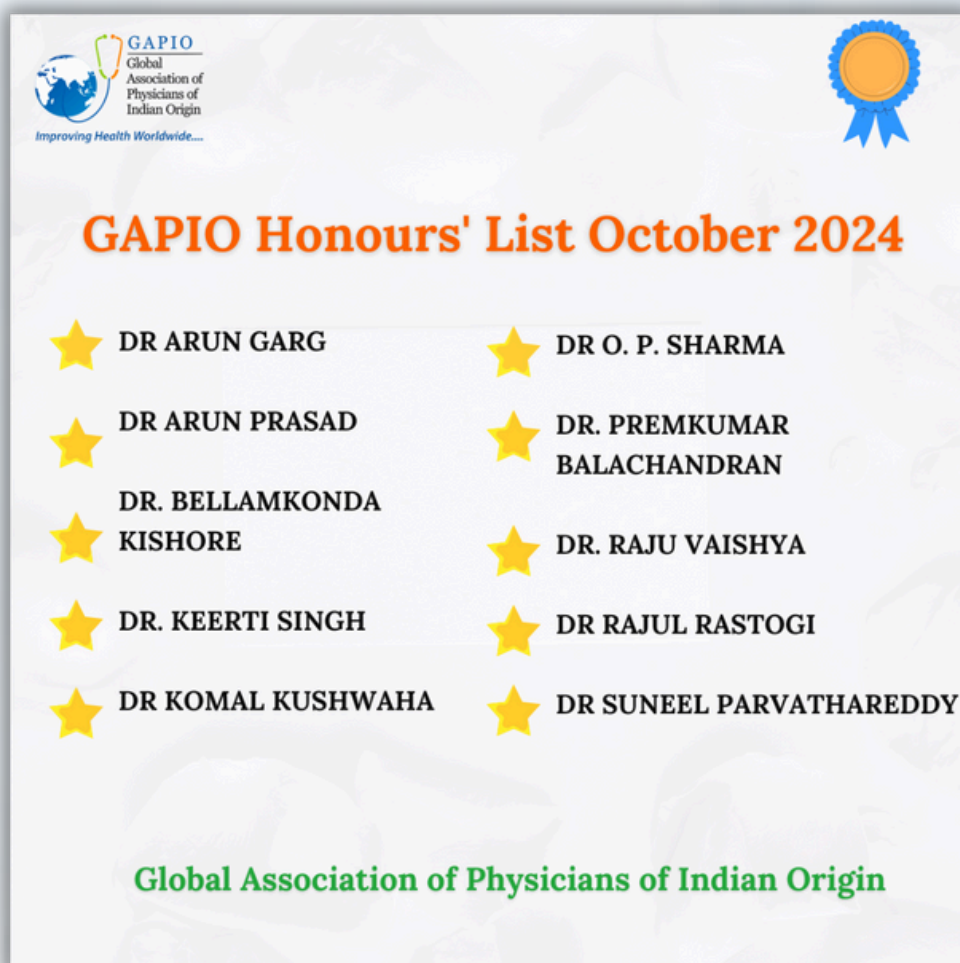 GAPIO
Global
Association of
Physicians of
Indian Origin
Improving Health Worldwide....
GAPIO Honours' List October 2024
DR ARUN GARG
DR ARUN PRASAD
DR. BELLAMKONDA
KISHORE
DR. KEERTI SINGH
DR KOMAL KUSHWAHA
DR O. P. SHARMA
DR. PREMKUMAR
BALACHANDRAN
DR. RAJU VAISHYA
DR RAJUL RASTOGI
DR SUNEEL PARVATHAREDDY
Global Association of Physicians of Indian Origin